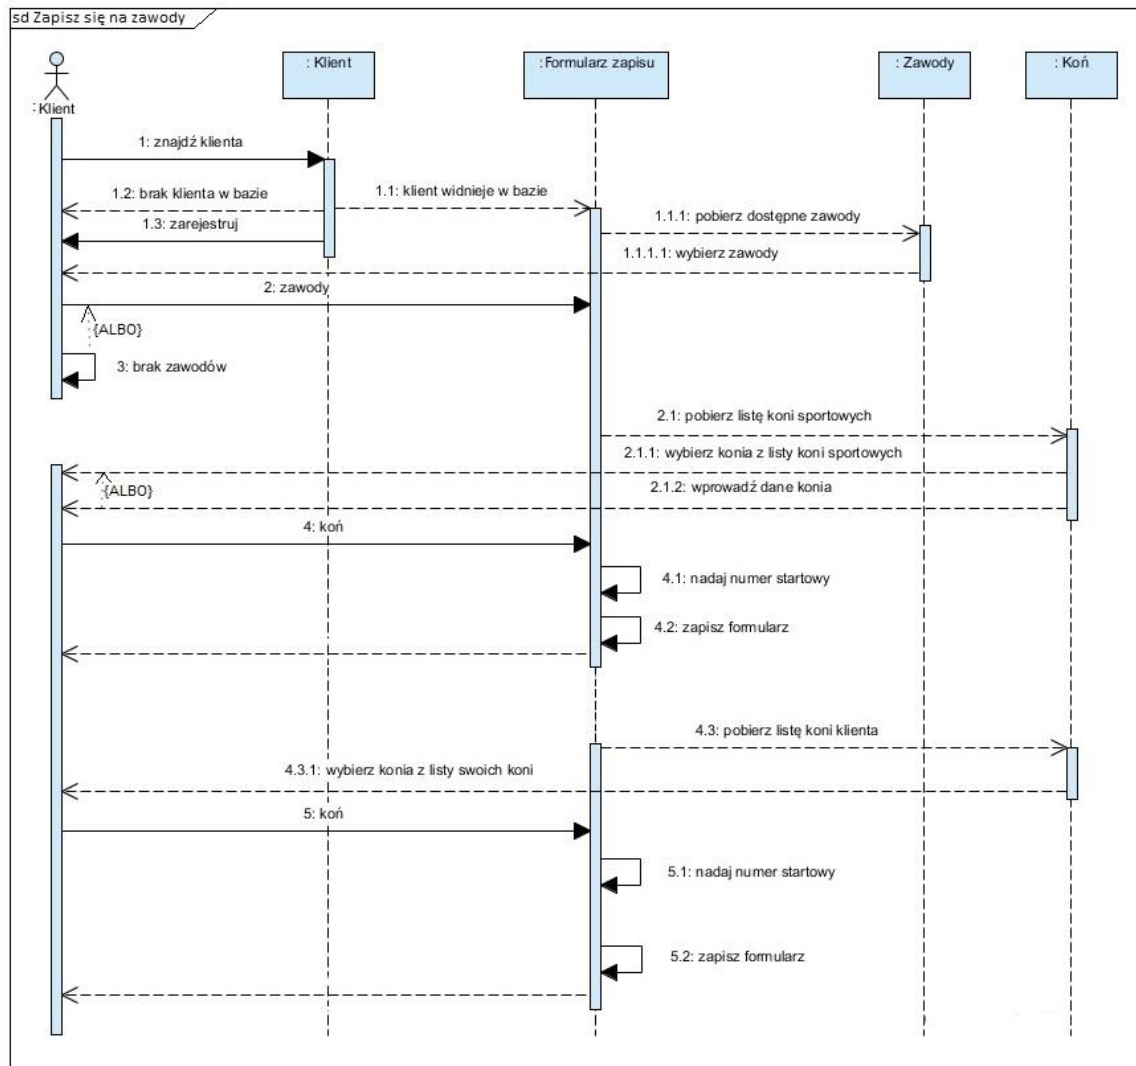 sd Zapisz się na zawody
: Klient
: Klient
:Formularz zapisu
: Zawody
: Koń
1: znajdź klienta
1.2: brak klienta w bazie
1.1: klient widnieje w bazie
1.3: zarejestruj
1.1.1: pobierz dostępne zawody
1.1.1.1: wybierz zawody
2: zawody
{ALBO}
3: brak zawodów
2.1: pobierz listę koni sportowych
2.1.1: wybierz konia z listy koni sportowych
{ALBO}
2.1.2: wprowadź dane konia
4: koń
4.1: nadaj numer startowy
4.2: zapisz formularz
4.3: pobierz listę koni klienta
4.3.1: wybierz konia z listy swoich koni
5: koń
5.1: nadaj numer startowy
5.2: zapisz formularz